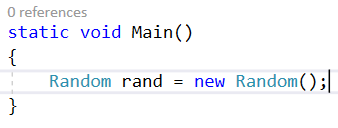 0 references
static void Main()
{
    Random rand = new Random();
}